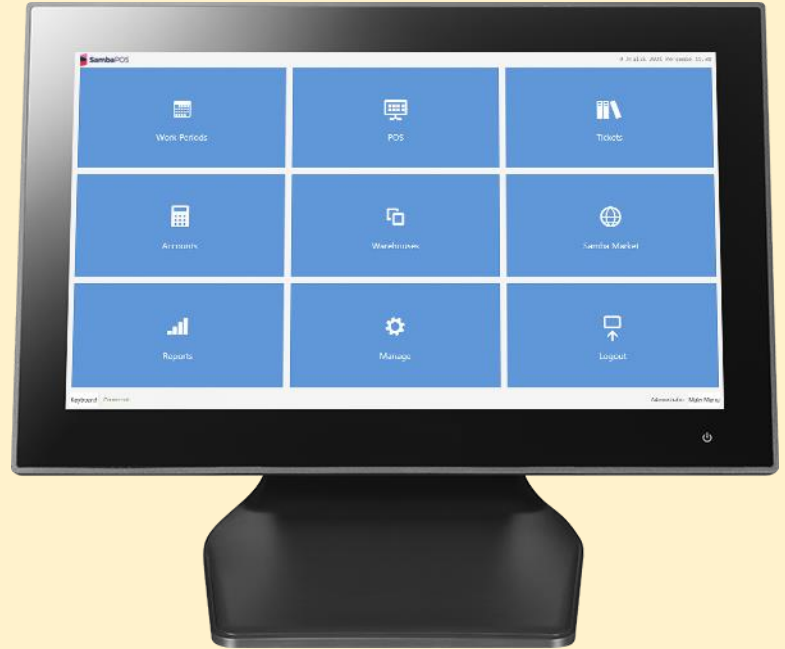 SambaPOS
Work Periods
POS
Tickets
Accounts
Warehouses
Samba Market
Reports
Manage
Logout
Keyboard
Main Menu